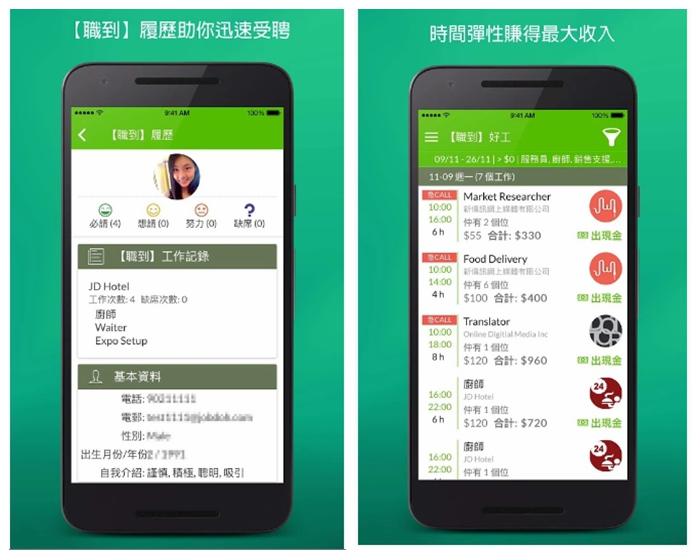 【職到】履歷助你迅速受聘
9:41 AM
100%
【職到】履歷
必請 (4)
想請 (0)
努力 (0)
缺席 (0)
【職到】工作記錄
JD Hotel
工作次數: 4 缺席次數: 0
廚師
Waiter
Expo Setup
基本資料
電話:
電郵:
性別:
出生月份/年份
自我介紹: 謹慎, 積極, 聰明, 吸引
時間彈性賺得最大收入
9:41 AM
100%
【職到】好工
09/11 - 26/11 | > $0 | 服務員, 廚師, 銷售支援,...
11-09 週一 (7 個工作)
急CALL
10:00
16:00
6 h
Market Researcher
新傳訊網上媒體有限公司
仲有 2 個位
$55 合計: $330
出現金
急CALL
10:00
14:00
4 h
Food Delivery
新傳訊網上媒體有限公司
仲有 6 個位
$100 合計: $400
出現金
急CALL
10:00
18:00
8 h
Translator
Online Digitial Media Inc
仲有 1 個位
$120 合計: $960
出現金
16:00
22:00
6 h
廚師
JD Hotel
仲有 1 個位
$120 合計: $720
24
出現金
16:00
22:00
廚師
JD Hotel
仲有 1 個位
24